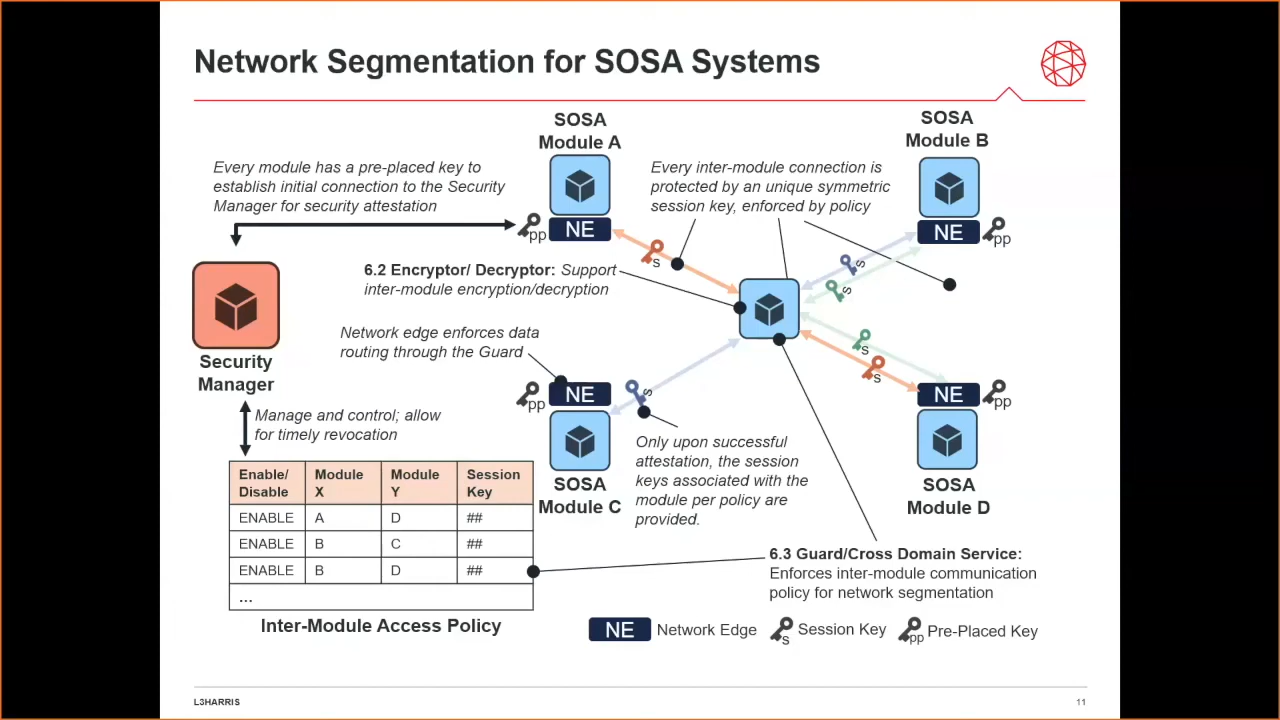 Network Segmentation for SOSA Systems
SOSA
Module A
SOSA
Module B
Every module has a pre-placed key to
establish initial connection to the Security
Manager for security attestation
Every inter-module connection is
protected by an unique symmetric
session key, enforced by policy
pp
NE
NE
pp
s
s
s
6.2 Encryptor/ Decryptor: Support
inter-module encryption/decryption
Network edge enforces data
routing through the Guard
Security
Manager
s
s
pp
NE
s
NE
pp
Manage and control; allow
for timely revocation
Only upon successful
attestation, the session
keys associated with the
module per policy are
provided.
SOSA
Module C
SOSA
Module D
Enable/ Disable
Module X
Module Y
Session Key
ENABLE A D ##
ENABLE B C ##
ENABLE B D ##
...
Inter-Module Access Policy
6.3 Guard/Cross Domain Service:
Enforces inter-module communication
policy for network segmentation
NE Network Edge
s Session Key
pp Pre-Placed Key
L3HARRIS
11